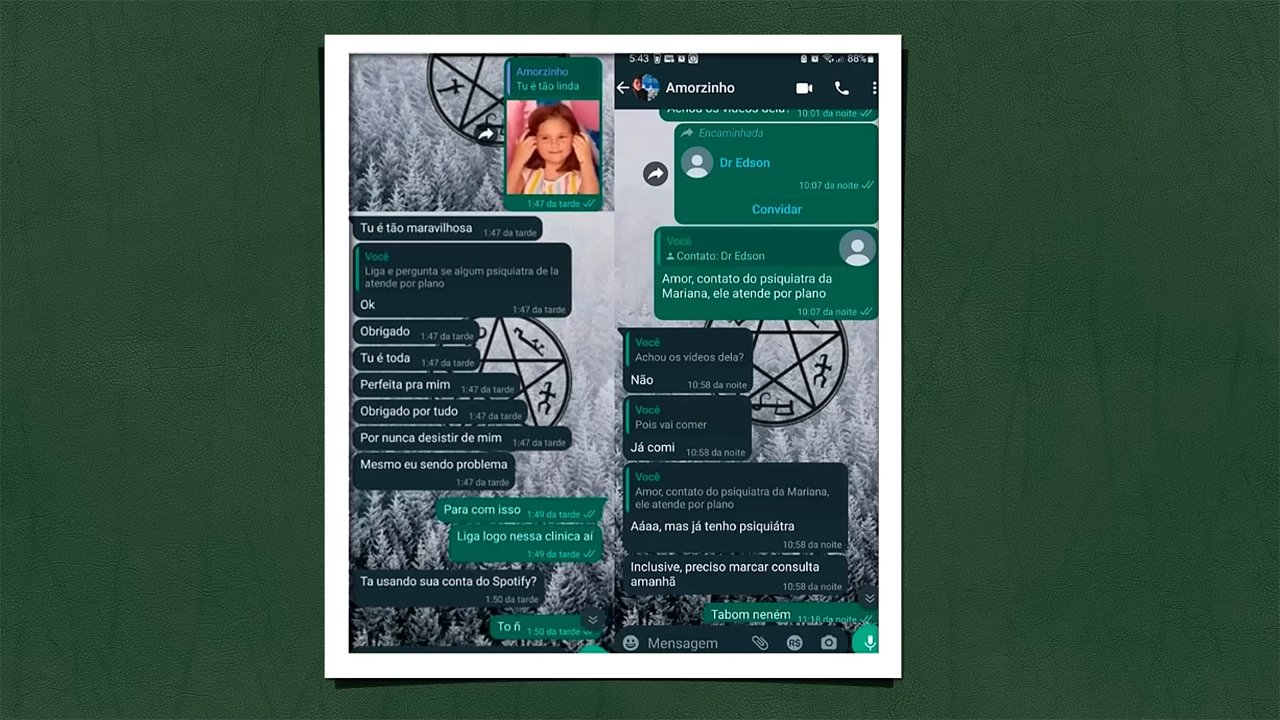 Amorzinho
Tu é tão linda
1:47 da tarde
Tu é tão maravilhosa 1:47 da tarde
Você
Liga e pergunta se algum psiquiatra de la
atende por plano
Ok 1:47 da tarde
Obrigado 1:47 da tarde
Tu é toda 1:47 da tarde
Perfeita pra mim 1:47 da tarde
Obrigado por tudo 1:47 da tarde
Por nunca desistir de mim 1:47 da tarde
Mesmo eu sendo problema
1:47 da tarde
Para com isso 1:49 da tarde
Liga logo nessa clinica aí
1:49 da tarde
Ta usando sua conta do Spotify?
1:50 da tarde
To ñ 1:50 da tarde
5:43 88%
Amorzinho
Achou os vídeos dela? 10:01 da noite
Encaminhada
Dr Edson
10:07 da noite
Convidar
Você
Contato: Dr Edson
Amor, contato do psiquiatra da
Mariana, ele atende por plano
10:07 da noite
Você
Achou os vídeos dela?
Não 10:58 da noite
Você
Pois vai comer
Já comi 10:58 da noite
Você
Amor, contato do psiquiatra da Mariana,
ele atende por plano
Aáaa, mas já tenho psiquiátra
10:58 da noite
Inclusive, preciso marcar consulta
amanhã 10:58 da noite
Tabom neném 11:18 da noite
Mensagem